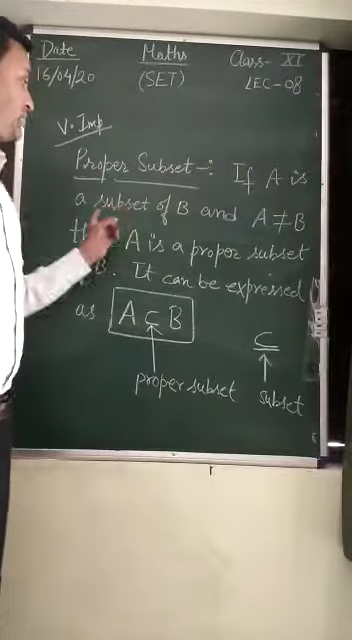 Date Maths Class- XI
16/04/20 (SET) LEC-08
V. Imp
Proper Subset -: If A is
a subset of B and A ≠ B
A is a proper subset
B. It can be expressed
as A ⊂ B
⊆
proper subset subset